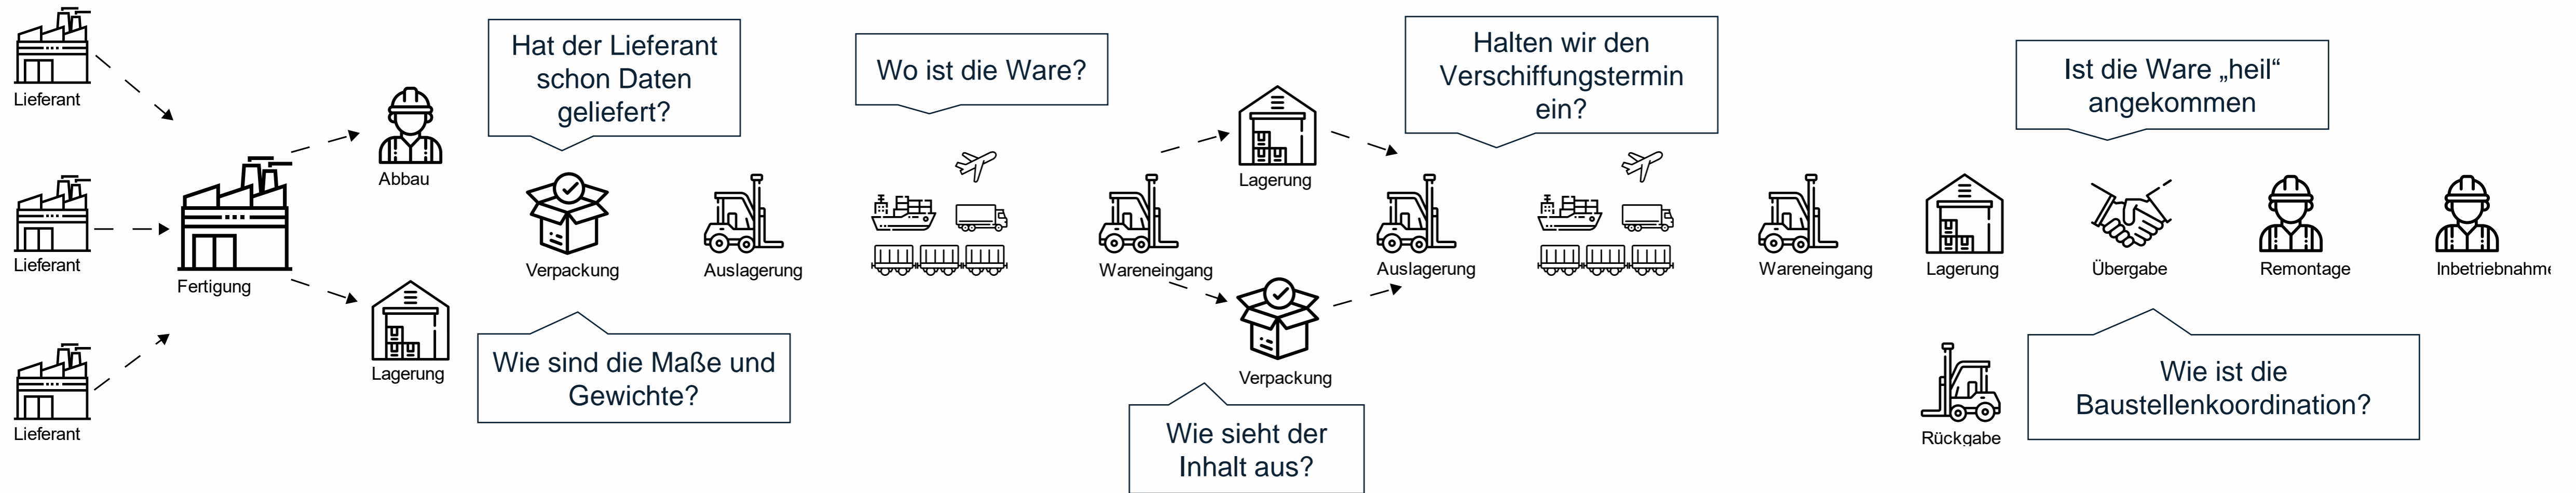 Lieferant
Lieferant
Lieferant
Fertigung
Abbau
Lagerung
Hat der Lieferant
schon Daten
geliefert?
Verpackung
Wie sind die Maße und
Gewichte?
Auslagerung
Wo ist die Ware?
Wareneingang
Lagerung
Verpackung
Wie sieht der
Inhalt aus?
Halten wir den
Verschiffungstermin
ein?
Auslagerung
Wareneingang
Lagerung
Rückgabe
Ist die Ware „heil“
angekommen
Übergabe
Wie ist die
Baustellenkoordination?
Remontage
Inbetriebnahme